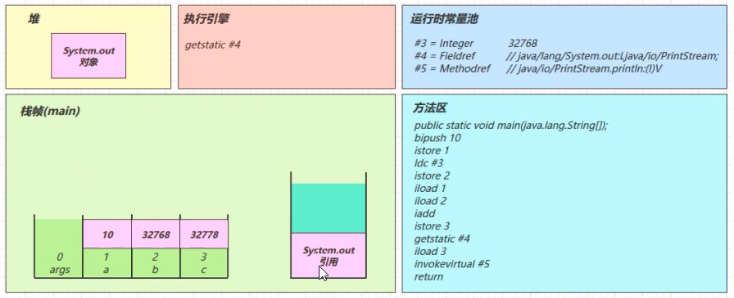 堆
System.out
对象
执行引擎
getstatic #4
运行时常量池
#3 = Integer 32768
#4 = Fieldref // java/lang/System.out:Ljava/io/PrintStream;
#5 = Methodref // java/io/PrintStream.println:(I)V
栈帧(main)
10 32768 32778
0 1 2 3
args a b c
System.out
引用
方法区
public static void main(java.lang.String[]);
bipush 10
istore 1
ldc #3
istore 2
iload 1
iload 2
iadd
istore 3
getstatic #4
iload 3
invokevirtual #5
return